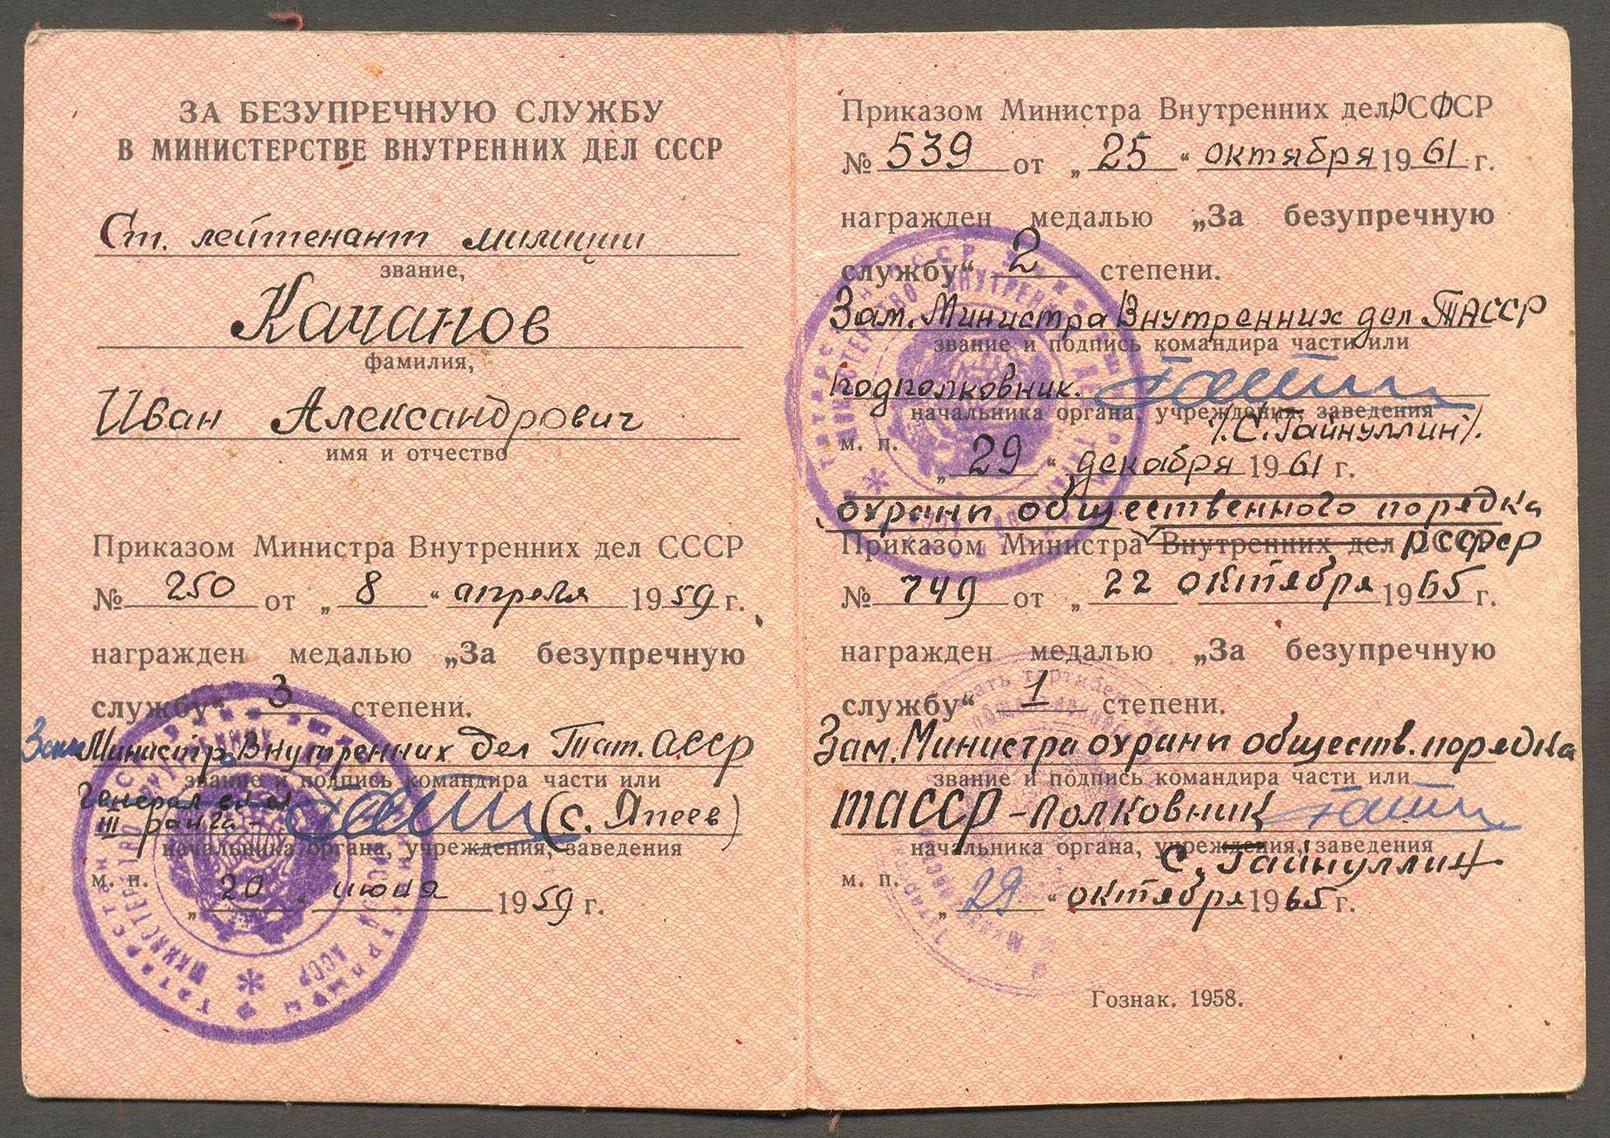 ЗА БЕЗУПРЕЧНУЮ СЛУЖБУ
В МИНИСТЕРСТВЕ ВНУТРЕННИХ ДЕЛ СССР
Ст. лейтенант милиции
звание,
Качанов
фамилия,
Иван Александрович
имя и отчество
Приказом Министра Внутренних дел СССР
№ 250 от „ 8 " апреля 1959 г.
награжден медалью „За безупречную
службу" 3 степени.
Зам Министр Внутренних дел Тат. АССР
звание и подпись командира части или
Генерал
III ранга - (С. Япеев)
начальника органа, учреждения, заведения
м. п. „ 20 " июня 1959 г.
Приказом Министра Внутренних дел РСФСР
№ 539 от „ 25 " октября 1961 г.
награжден медалью „За безупречную
службу" 2 степени.
Зам. Министра Внутренних дел ТАССР
звание и подпись командира части или
подполковник.
начальника органа, учреждения, заведения
/.С. Гайнуллин/.
м. п. „ 29 " декабря 1961 г.
охраны общественного порядка
Приказом Министра Внутренних дел РСФСР
№ 749 от „ 22 октября 1965 г.
награжден медалью „За безупречную
службу" 1 степени.
Зам. Министра охраны обществ. порядка
звание и подпись командира части или
ТАССР - полковник
начальника органа, учреждения, заведения
С. Гайнуллин
м. п. „ 29 " октября 1965 г.
Гознак. 1958.